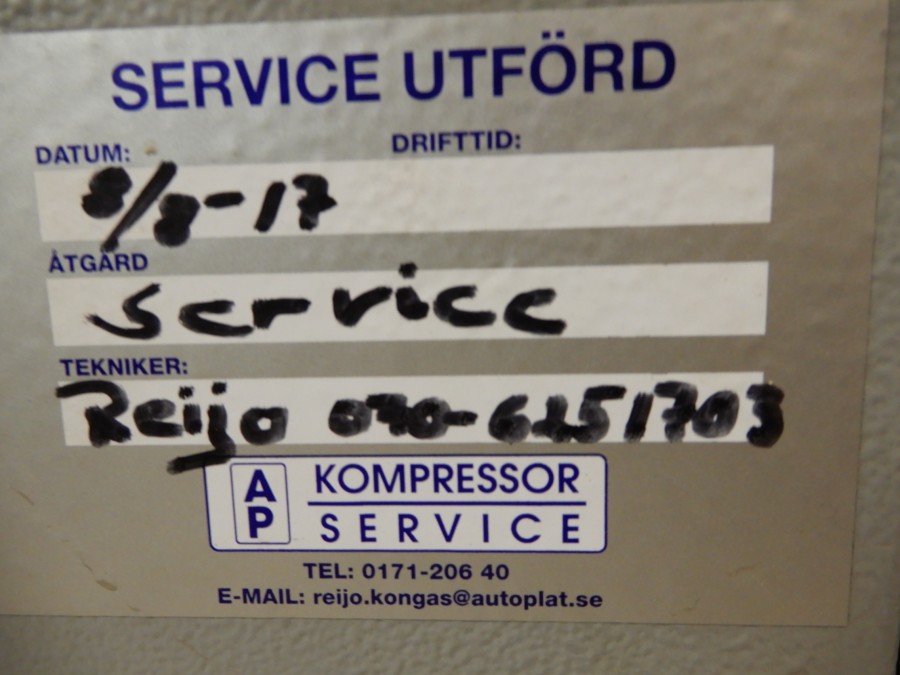 SERVICE UTFÖRD
DATUM: DRIFTTID:
8/8-17
ÅTGÄRD
Service
TEKNIKER:
Reijo 070-6251703
AP KOMPRESSOR
SERVICE
TEL: 0171-206 40
E-MAIL: reijo.kongas@autoplat.se